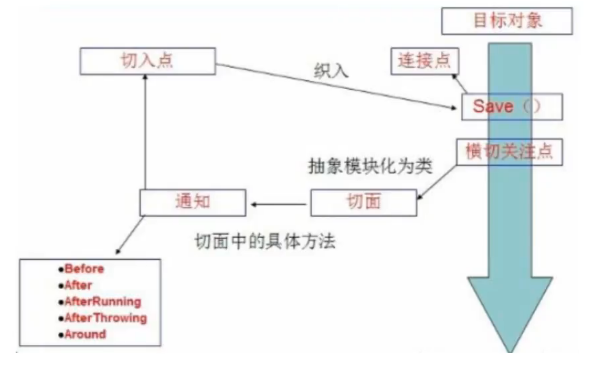 目标对象
切入点
连接点
织入
Save（）
横切关注点
抽象模块化为类
通知
切面
切面中的具体方法
●Before
●After
●AfterRunning
●AfterThrowing
●Around